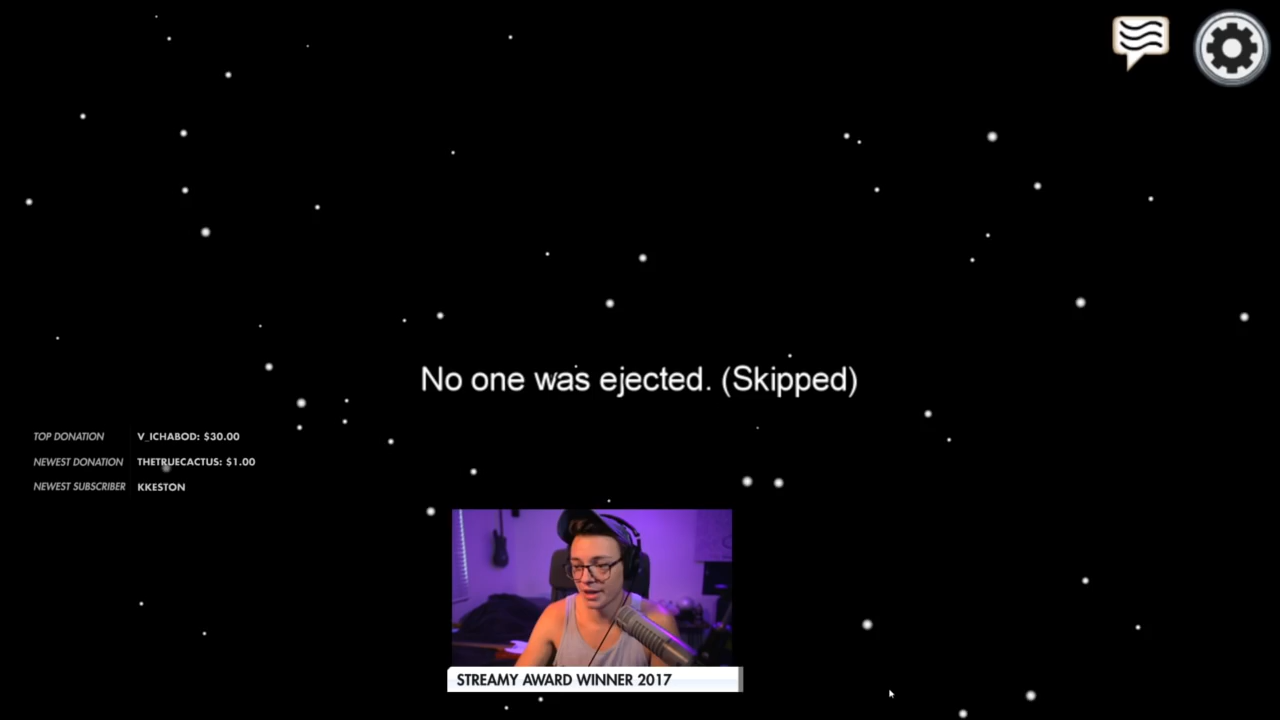 No one was ejected. (Skipped)
TOP DONATION V_ICHABOD: $30.00
NEWEST DONATION THETRUECACTUS: $1.00
NEWEST SUBSCRIBER KKESTON
STREAMY AWARD WINNER 2017